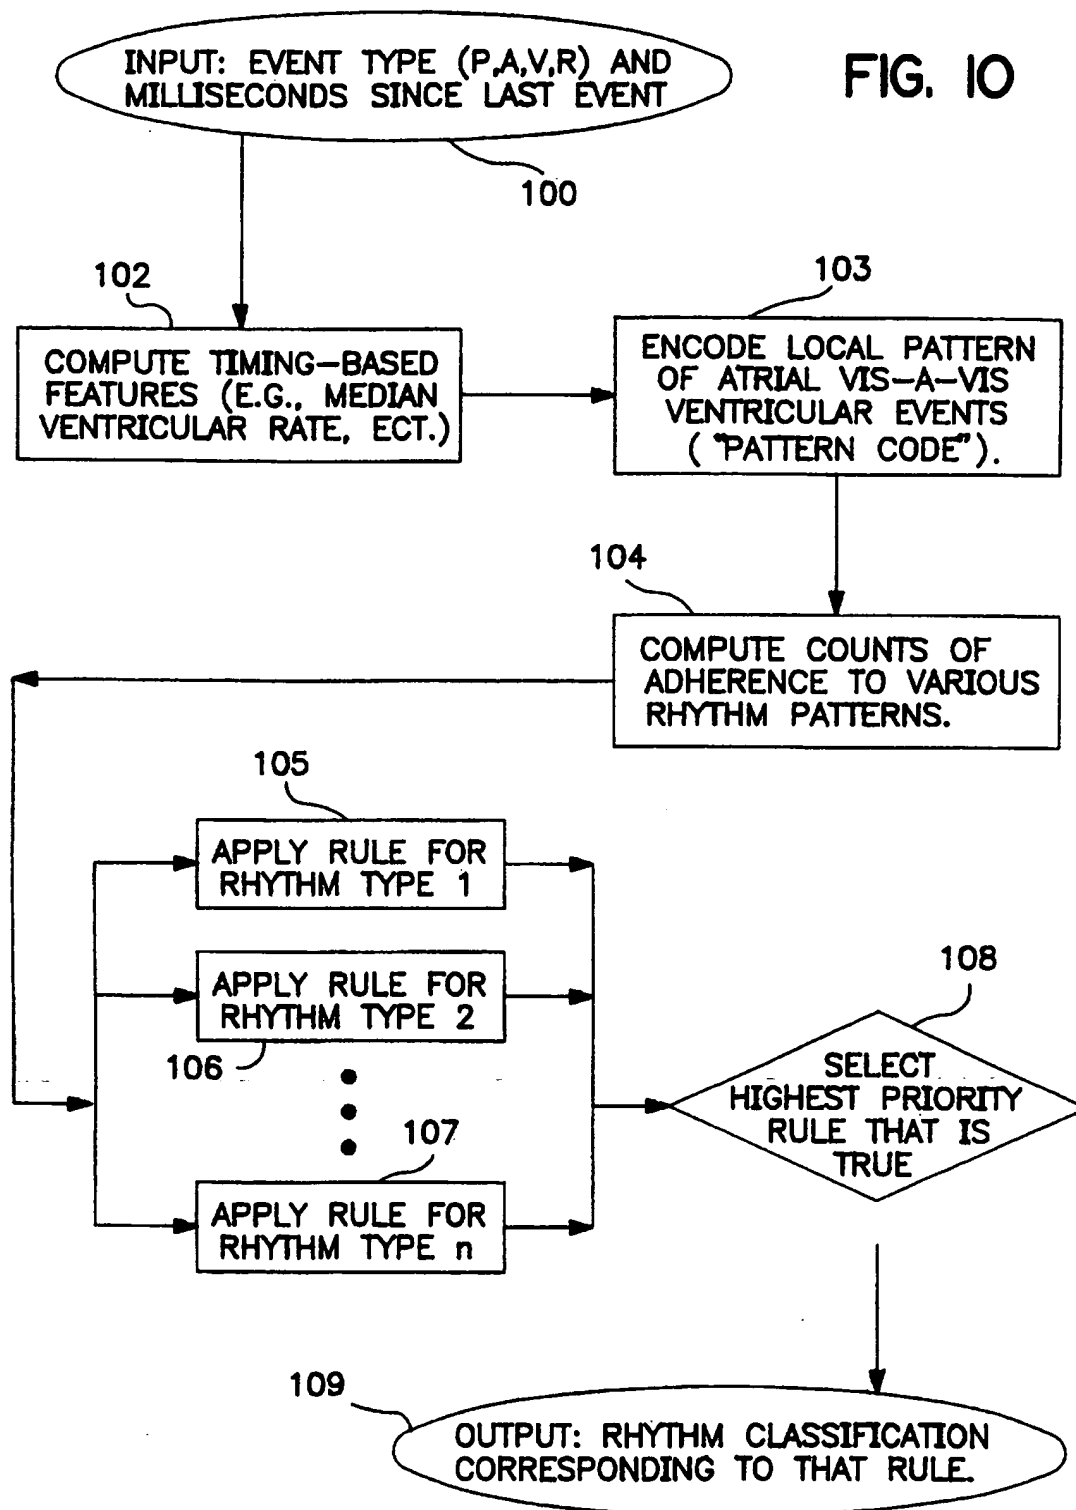 INPUT: EVENT TYPE (P,A,V,R) AND
MILLISECONDS SINCE LAST EVENT
FIG. 10
100
102
COMPUTE TIMING-BASED
FEATURES (E.G., MEDIAN
VENTRICULAR RATE, ECT.)
103
ENCODE LOCAL PATTERN
OF ATRIAL VIS-A-VIS
VENTRICULAR EVENTS
("PATTERN CODE").
104
COMPUTE COUNTS OF
ADHERENCE TO VARIOUS
RHYTHM PATTERNS.
105
APPLY RULE FOR
RHYTHM TYPE 1
APPLY RULE FOR
RHYTHM TYPE 2
106
107
APPLY RULE FOR
RHYTHM TYPE n
108
SELECT
HIGHEST PRIORITY
RULE THAT IS
TRUE
109
OUTPUT: RHYTHM CLASSIFICATION
CORRESPONDING TO THAT RULE.